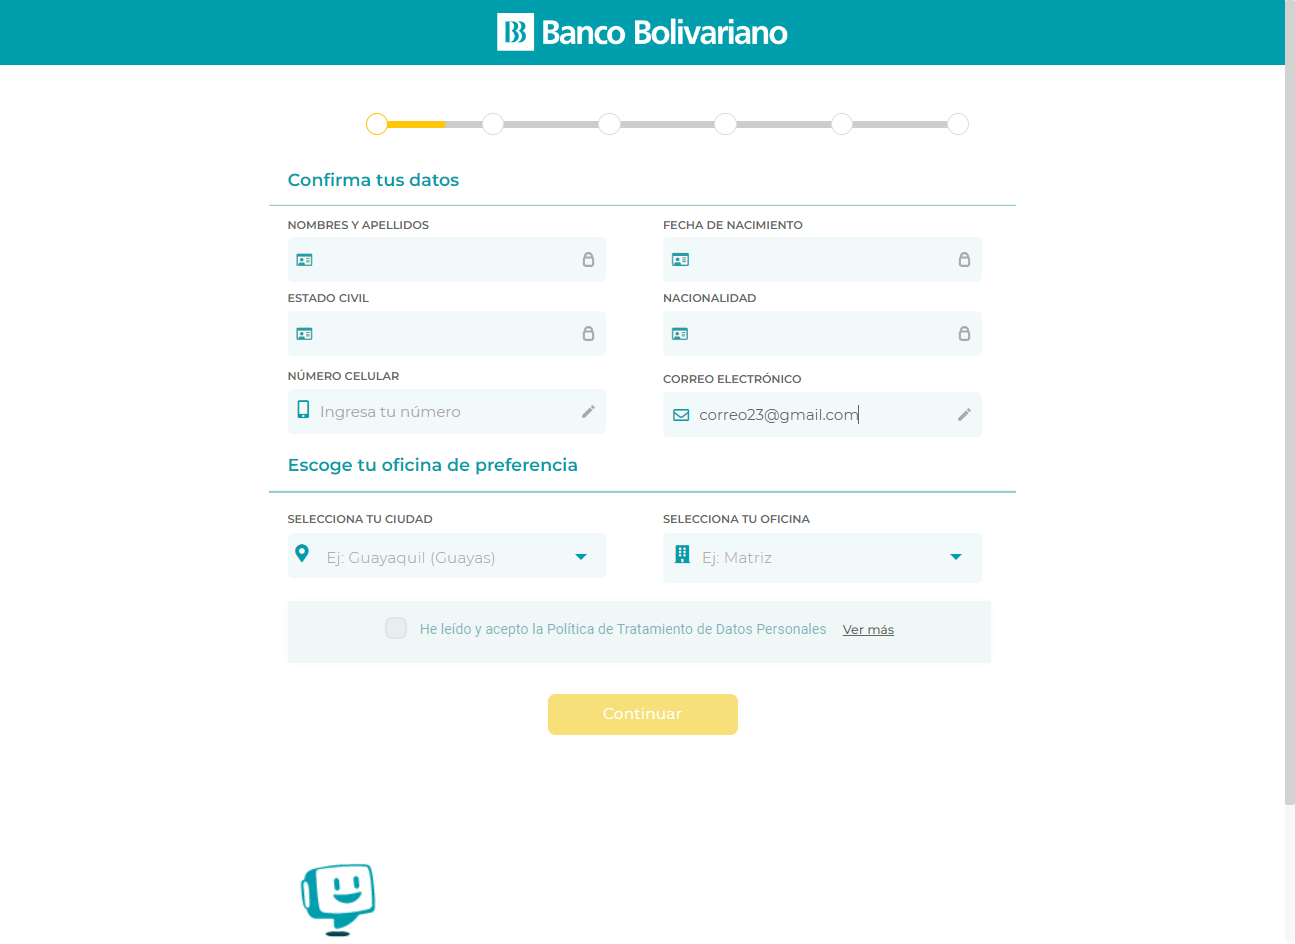 Banco Bolivariano
Confirma tus datos
NOMBRES Y APELLIDOS
FECHA DE NACIMIENTO
ESTADO CIVIL
NACIONALIDAD
NÚMERO CELULAR
CORREO ELECTRÓNICO
Ingresa tu número
correo23@gmail.com
Escoge tu oficina de preferencia
SELECCIONA TU CIUDAD
SELECCIONA TU OFICINA
Ej: Guayaquil (Guayas)
Ej: Matriz
He leído y acepto la Política de Tratamiento de Datos Personales Ver más
Continuar